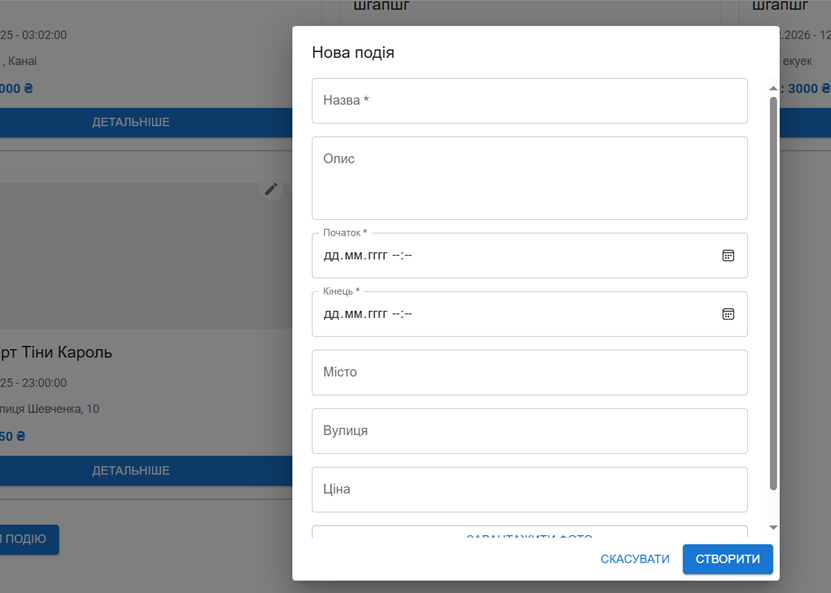 шгапшг
шгапшг
25 - 03:02:00
.2026 - 12
, Канаі
екуек
000 ₴
: 3000 ₴
ДЕТАЛЬНІШЕ
Нова подія
Назва *
Опис
Початок *
дд.мм.гггг --:--
Кінець *
дд.мм.гггг --:--
Місто
Вулиця
Ціна
ЗАВАНТАЖИТИ ФОТО
СКАСУВАТИ
СТВОРИТИ
рт Тіни Кароль
25 - 23:00:00
лиця Шевченка, 10
50 ₴
ДЕТАЛЬНІШЕ
И ПОДІЮ